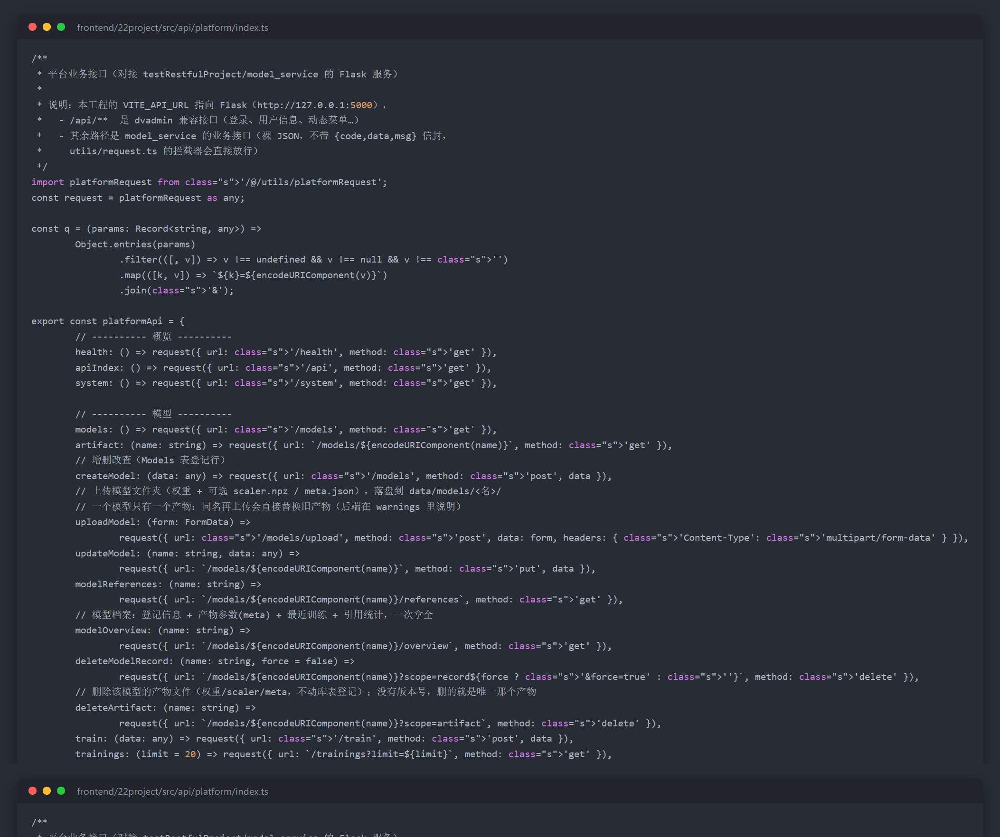 frontend/22project/src/api/platform/index.ts
/**
 * 平台业务接口（对接 testRestfulProject/model_service 的 Flask 服务）
 *
 * 说明：本工程的 VITE_API_URL 指向 Flask（http://127.0.0.1:5000），
 *   - /api/**  是 dvadmin 兼容接口（登录、用户信息、动态菜单…）
 *   - 其余路径是 model_service 的业务接口（裸 JSON，不带 {code,data,msg} 信封，
 *     utils/request.ts 的拦截器会直接放行）
 */
import platformRequest from class="s">'/@/utils/platformRequest';
const request = platformRequest as any;
const q = (params: Record<string, any>) =>
        Object.entries(params)
                .filter(([, v]) => v !== undefined && v !== null && v !== class="s">'')
                .map(([k, v]) => `${k}=${encodeURIComponent(v)}`)
                .join(class="s">'&');
export const platformApi = {
        // ---------- 概览 ----------
        health: () => request({ url: class="s">'/health', method: class="s">'get' }),
        apiIndex: () => request({ url: class="s">'/api', method: class="s">'get' }),
        system: () => request({ url: class="s">'/system', method: class="s">'get' }),
        // ---------- 模型 ----------
        models: () => request({ url: class="s">'/models', method: class="s">'get' }),
        artifact: (name: string) => request({ url: `/models/${encodeURIComponent(name)}`, method: class="s">'get' }),
        // 增删改查（Models 表登记行）
        createModel: (data: any) => request({ url: class="s">'/models', method: class="s">'post', data }),
        // 上传模型文件夹（权重 + 可选 scaler.npz / meta.json），落盘到 data/models/<名>/
        // 一个模型只有一个产物：同名再上传会直接替换旧产物（后端在 warnings 里说明）
        uploadModel: (form: FormData) =>
                request({ url: class="s">'/models/upload', method: class="s">'post', data: form, headers: { class="s">'Content-Type': class="s">'multipart/form-data' } }),
        updateModel: (name: string, data: any) =>
                request({ url: `/models/${encodeURIComponent(name)}`, method: class="s">'put', data }),
        modelReferences: (name: string) =>
                request({ url: `/models/${encodeURIComponent(name)}/references`, method: class="s">'get' }),
        // 模型档案：登记信息 + 产物参数(meta) + 最近训练 + 引用统计，一次拿全
        modelOverview: (name: string) =>
                request({ url: `/models/${encodeURIComponent(name)}/overview`, method: class="s">'get' }),
        deleteModelRecord: (name: string, force = false) =>
                request({ url: `/models/${encodeURIComponent(name)}?scope=record${force ? class="s">'&force=true' : class="s">''}`, method: class="s">'delete' }),
        // 删除该模型的产物文件（权重/scaler/meta，不动库表登记）；没有版本号，删的就是唯一那个产物
        deleteArtifact: (name: string) =>
                request({ url: `/models/${encodeURIComponent(name)}?scope=artifact`, method: class="s">'delete' }),
        train: (data: any) => request({ url: class="s">'/train', method: class="s">'post', data }),
        trainings: (limit = 20) => request({ url: `/trainings?limit=${limit}`, method: class="s">'get' }),
frontend/22project/src/api/platform/index.ts
/**
 * 平台业务接口（对接 testRestfulProject/model_service 的 Flask 服务）